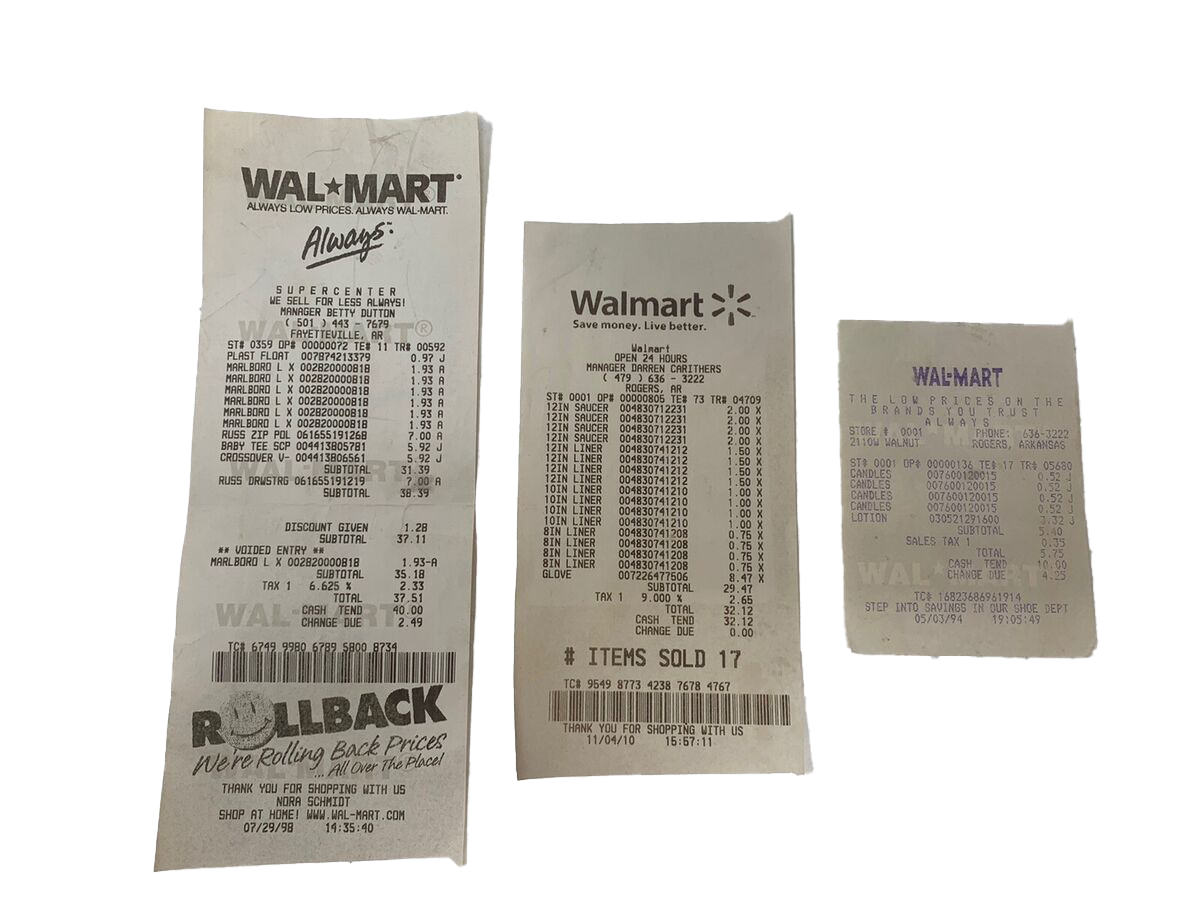 WAL★MART®
ALWAYS LOW PRICES. ALWAYS WAL-MART.
Always™
SUPERCENTER
WE SELL FOR LESS ALWAYS!
MANAGER BETTY DUTTON
( 501 ) 443 - 7679
FAYETTEVILLE, AR
ST# 0359 OP# 00000072 TE# 11 TR# 00592
PLAST FLOAT 007874213379 0.97 J
MARLBORO L X 002820000818 1.93 A
MARLBORO L X 002820000818 1.93 A
MARLBORO L X 002820000818 1.93 A
MARLBORO L X 002820000818 1.93 A
MARLBORO L X 002820000818 1.93 A
MARLBORO L X 002820000818 1.93 A
RUSS ZIP POL 061655191268 7.00 A
BABY TEE SCP 004413805781 5.92 J
CROSSOVER V- 004413806561 5.92 J
SUBTOTAL 31.39
RUSS DRWSTRG 061655191219 7.00 A
SUBTOTAL 38.39
DISCOUNT GIVEN 1.28
SUBTOTAL 37.11
** VOIDED ENTRY **
MARLBORO L X 002820000818 1.93-A
SUBTOTAL 35.18
TAX 1 6.625 % 2.33
TOTAL 37.51
CASH TEND 40.00
CHANGE DUE 2.49
TC# 6749 9980 6789 5800 8734
ROLLBACK
We're Rolling Back Prices
...All Over The Place!
THANK YOU FOR SHOPPING WITH US
NORA SCHMIDT
SHOP AT HOME! WWW.WAL-MART.COM
07/29/98 14:35:40
Walmart
Save money. Live better.
Walmart
OPEN 24 HOURS
MANAGER DARREN CARITHERS
( 479 ) 636 - 3222
ROGERS, AR
ST# 0001 OP# 00000805 TE# 73 TR# 04709
12IN SAUCER 004830712231 2.00 X
12IN SAUCER 004830712231 2.00 X
12IN SAUCER 004830712231 2.00 X
12IN SAUCER 004830712231 2.00 X
12IN LINER 004830741212 1.50 X
12IN LINER 004830741212 1.50 X
12IN LINER 004830741212 1.50 X
12IN LINER 004830741212 1.50 X
10IN LINER 004830741210 1.00 X
10IN LINER 004830741210 1.00 X
10IN LINER 004830741210 1.00 X
10IN LINER 004830741210 1.00 X
8IN LINER 004830741208 0.75 X
8IN LINER 004830741208 0.75 X
8IN LINER 004830741208 0.75 X
8IN LINER 004830741208 0.75 X
GLOVE 007226477506 8.47 X
SUBTOTAL 29.47
TAX 1 9.000 % 2.65
TOTAL 32.12
CASH TEND 32.12
CHANGE DUE 0.00
# ITEMS SOLD 17
TC# 9549 8773 4238 7678 4767
THANK YOU FOR SHOPPING WITH US
11/04/10 15:57:11
WAL-MART
THE LOW PRICES ON THE
BRANDS YOU TRUST
ALWAYS
STORE # 0001 PHONE: 636-3222
2110W WALNUT ROGERS, ARKANSAS
ST# 0001 OP# 00000136 TE# 17 TR# 05680
CANDLES 007600120015 0.52 J
CANDLES 007600120015 0.52 J
CANDLES 007600120015 0.52 J
CANDLES 007600120015 0.52 J
LOTION 030521291600 3.32 J
SUBTOTAL 5.40
SALES TAX 1 0.35
TOTAL 5.75
CASH TEND 10.00
CHANGE DUE 4.25
TC# 16823686961914
STEP INTO SAVINGS IN OUR SHOE DEPT
05/03/94 19:05:49